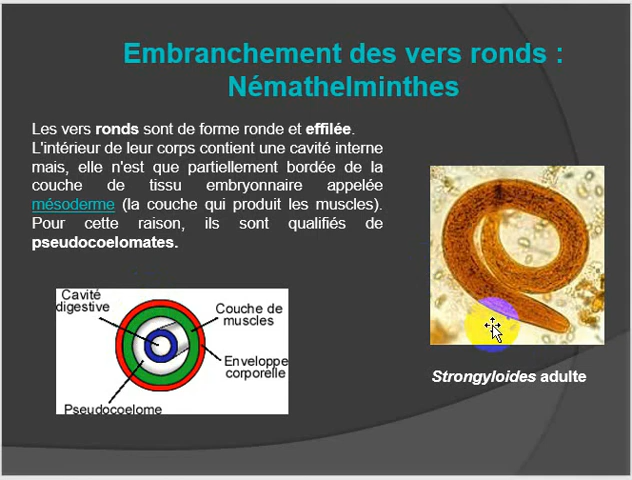 Embranchement des vers ronds :
Némathelminthes
Les vers ronds sont de forme ronde et effilée.
L'intérieur de leur corps contient une cavité interne
mais, elle n'est que partiellement bordée de la
couche de tissu embryonnaire appelée
mésoderme (la couche qui produit les muscles).
Pour cette raison, ils sont qualifiés de
pseudocoelomates.
Cavité
digestive
Couche de
muscles
Enveloppe
corporelle
Pseudocoelome
Strongyloides adulte